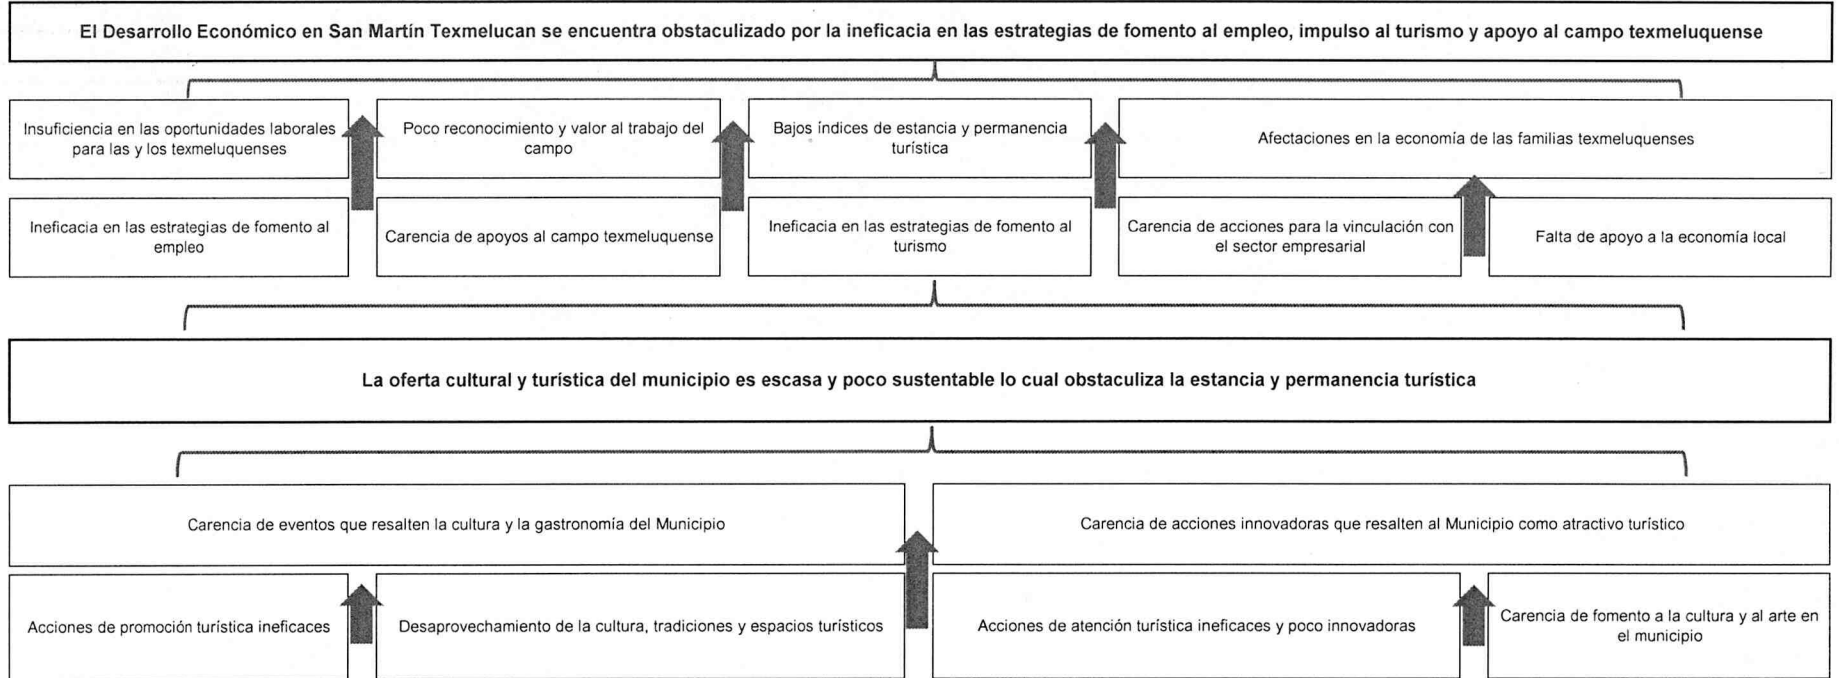 El Desarrollo Económico en San Martín Texmelucan se encuentra obstaculizado por la ineficacia en las estrategias de fomento al empleo, impulso al turismo y apoyo al campo texmeluquense
Insuficiencia en las oportunidades laborales
para las y los texmeluquenses
Poco reconocimiento y valor al trabajo del
campo
Bajos índices de estancia y permanencia
turística
Afectaciones en la economía de las familias texmeluquenses
Ineficacia en las estrategias de fomento al
empleo
Carencia de apoyos al campo texmeluquense
Ineficacia en las estrategias de fomento al
turismo
Carencia de acciones para la vinculación con
el sector empresarial
Falta de apoyo a la economía local
La oferta cultural y turística del municipio es escasa y poco sustentable lo cual obstaculiza la estancia y permanencia turística
Carencia de eventos que resalten la cultura y la gastronomía del Municipio
Carencia de acciones innovadoras que resalten al Municipio como atractivo turístico
Acciones de promoción turística ineficaces
Desaprovechamiento de la cultura, tradiciones y espacios turísticos
Acciones de atención turística ineficaces y poco innovadoras
Carencia de fomento a la cultura y al arte en
el municipio